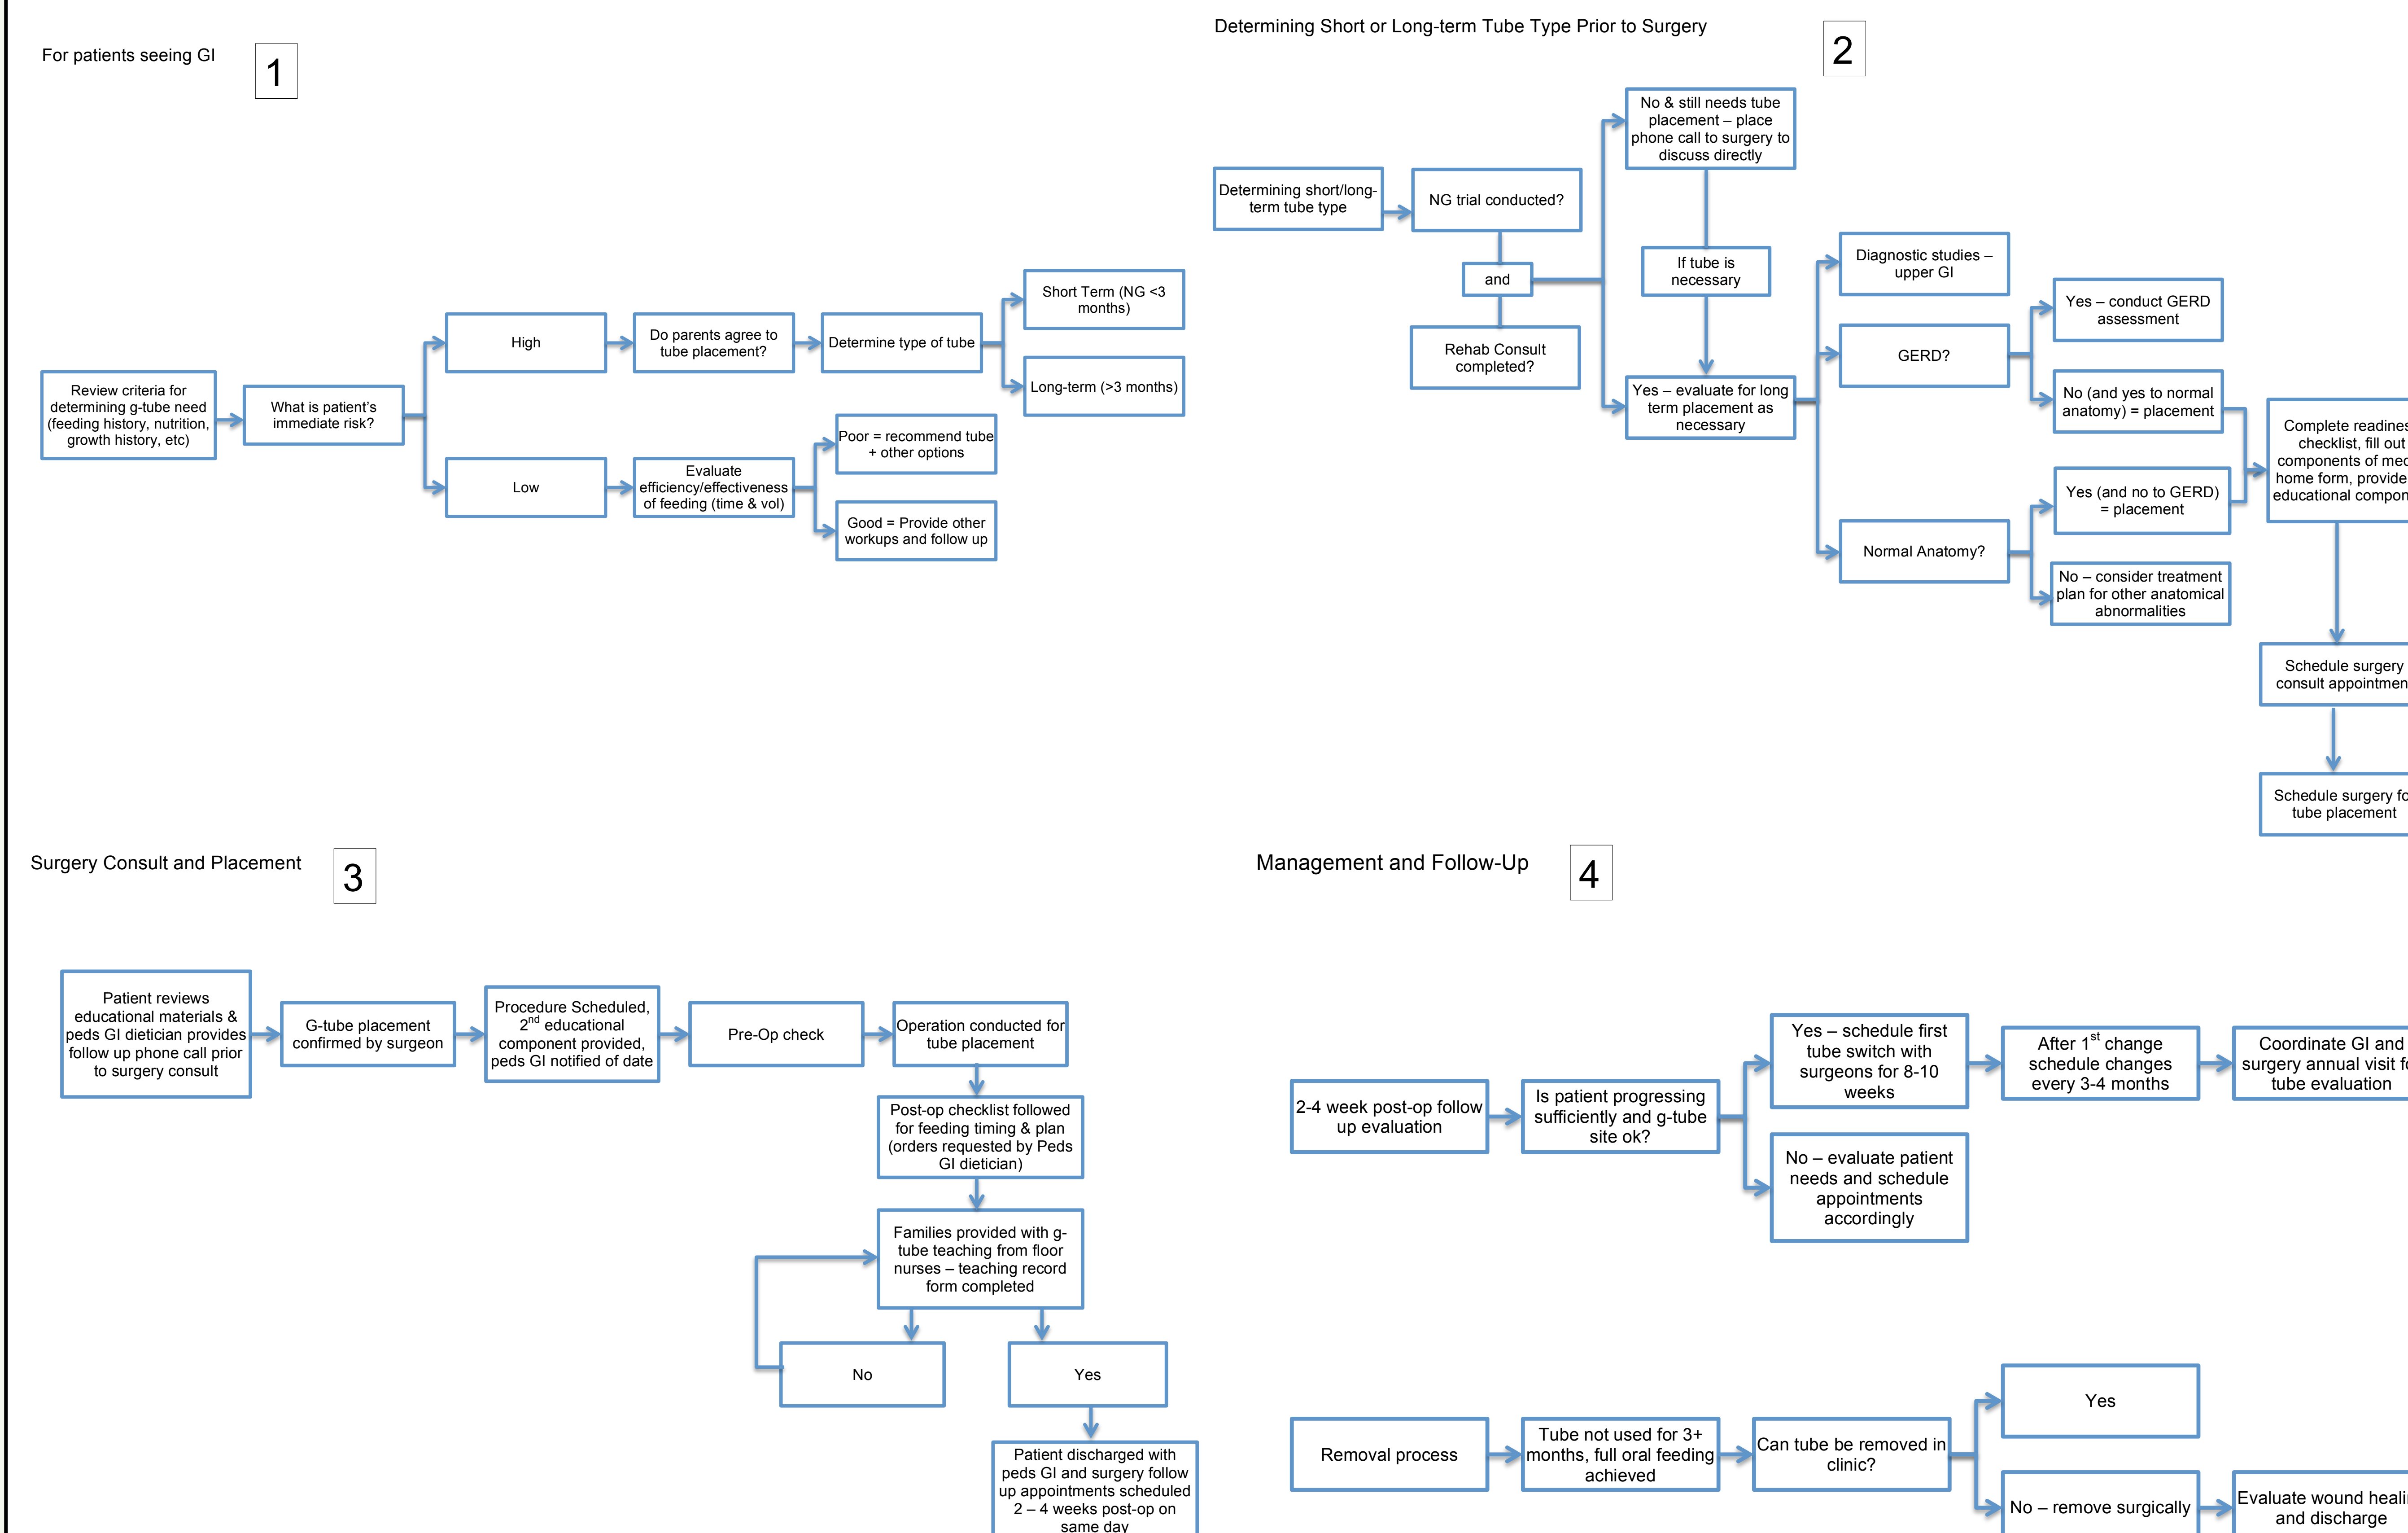 For patients seeing GI
1
Review criteria for
determining g-tube need
(feeding history, nutrition,
growth history, etc)
What is patient's
immediate risk?
High
Do parents agree to
tube placement?
Determine type of tube
Short Term (NG <3
months)
Long-term (>3 months)
Low
Evaluate
efficiency/effectiveness
of feeding (time & vol)
Poor = recommend tube
+ other options
Good = Provide other
workups and follow up
Determining Short or Long-term Tube Type Prior to Surgery
2
Determining short/long-
term tube type
NG trial conducted?
and
Rehab Consult
completed?
No & still needs tube
placement – place
phone call to surgery to
discuss directly
If tube is
necessary
Yes – evaluate for long
term placement as
necessary
Diagnostic studies –
upper GI
GERD?
Yes – conduct GERD
assessment
No (and yes to normal
anatomy) = placement
Normal Anatomy?
Yes (and no to GERD)
= placement
No – consider treatment
plan for other anatomical
abnormalities
Complete
checklist, fill out
components of
home form, provide
educational
Schedule surgery
consult
Schedule surgery
tube placement
Surgery Consult and Placement
3
Patient reviews
educational materials &
peds GI dietician provides
follow up phone call prior
to surgery consult
G-tube placement
confirmed by surgeon
Procedure Scheduled,
2nd educational
component provided,
peds GI notified of date
Pre-Op check
Operation conducted for
tube placement
Post-op checklist followed
for feeding timing & plan
(orders requested by Peds
GI dietician)
Families provided with g-
tube teaching from floor
nurses – teaching record
form completed
No
Yes
Patient discharged with
peds GI and surgery follow
up appointments scheduled
2 – 4 weeks post-op on
same day
Management and Follow-Up
4
2-4 week post-op follow
up evaluation
Is patient progressing
sufficiently and g-tube
site ok?
Yes – schedule first
tube switch with
surgeons for 8-10
weeks
After 1st change
schedule changes
every 3-4 months
Coordinate GI and
surgery annual visit
tube evaluation
No – evaluate patient
needs and schedule
appointments
accordingly
Removal process
Tube not used for 3+
months, full oral feeding
achieved
Can tube be removed in
clinic?
Yes
No – remove surgically
Evaluate wound
and discharge